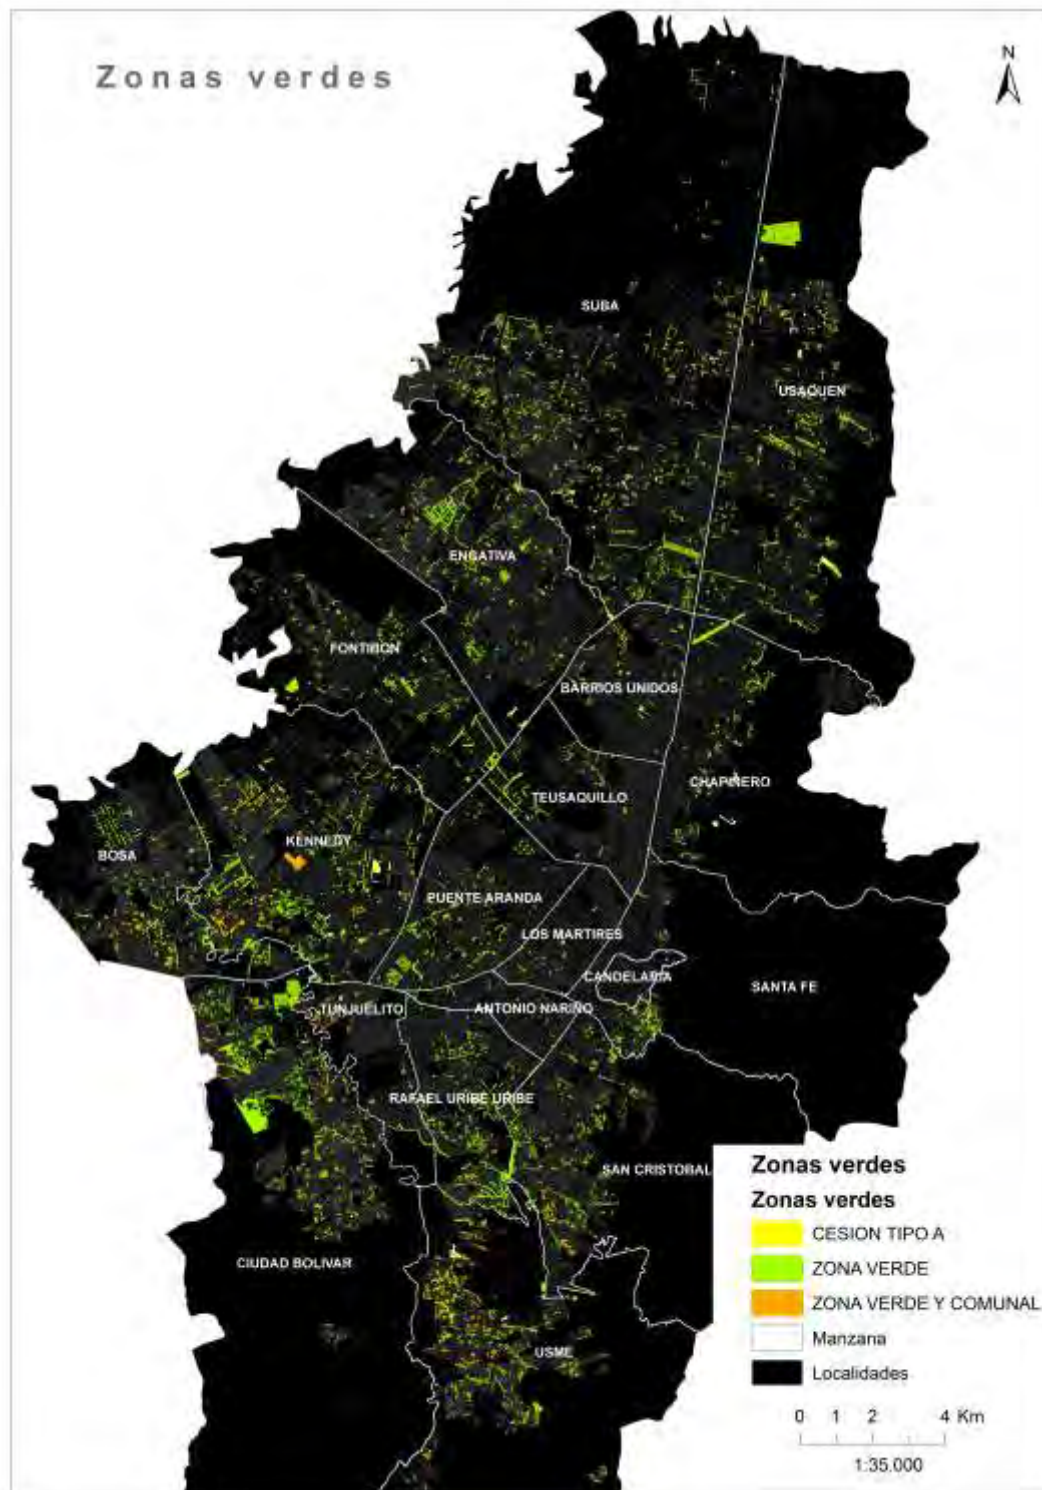 Zonas verdes
N
SUBA
USAQUEN
ENGATIVA
FONTIBON
BARRIOS UNIDOS
CHAPINERO
TEUSAQUILLO
KENNEDY
BOSA
PUENTE ARANDA
LOS MARTIRES
CANDELARIA
SANTA FE
TUNJUELITO
ANTONIO NARIÑO
RAFAEL URIBE URIBE
SAN CRISTOBAL
CIUDAD BOLIVAR
USME
Zonas verdes
Zonas verdes
CESION TIPO A
ZONA VERDE
ZONA VERDE Y COMUNAL
Manzana
Localidades
0 1 2 4 Km
1:35.000